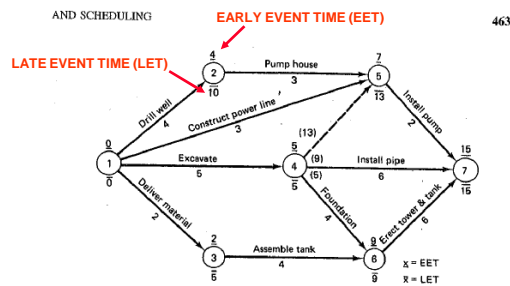 AND SCHEDULING
EARLY EVENT TIME (EET)
463
LATE EVENT TIME (LET)
4
2
10
Pump house
3
7
5
13
Drill well
4
Construct power line
3
Install pump
2
0
1
0
Excavate
5
(13)
5
4
5
(9)
(5)
Install pipe
6
15
7
15
Deliver material
2
Foundation
4
Erect tower & tank
6
2
3
5
Assemble tank
4
9
6
9
x = EET
x̄ = LET